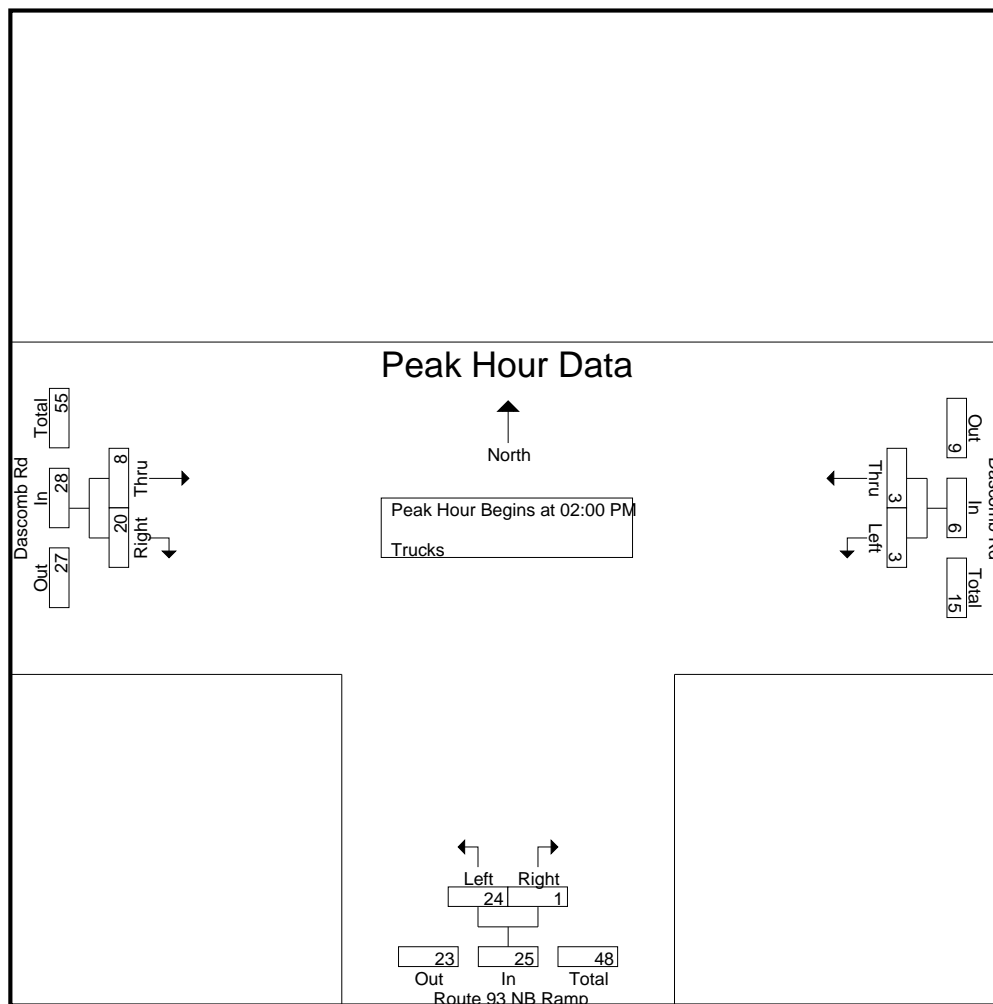 Peak Hour Data
North
Peak Hour Begins at 02:00 PM
Trucks
Dascomb Rd
Total
55
In
28
Out
27
8
Thru
20
Right
Dascomb Rd
Out
9
In
6
Total
15
Thru
3
Left
3
Left
24
Right
1
23
25
48
Out
In
Total
Route 93 NB Ramp